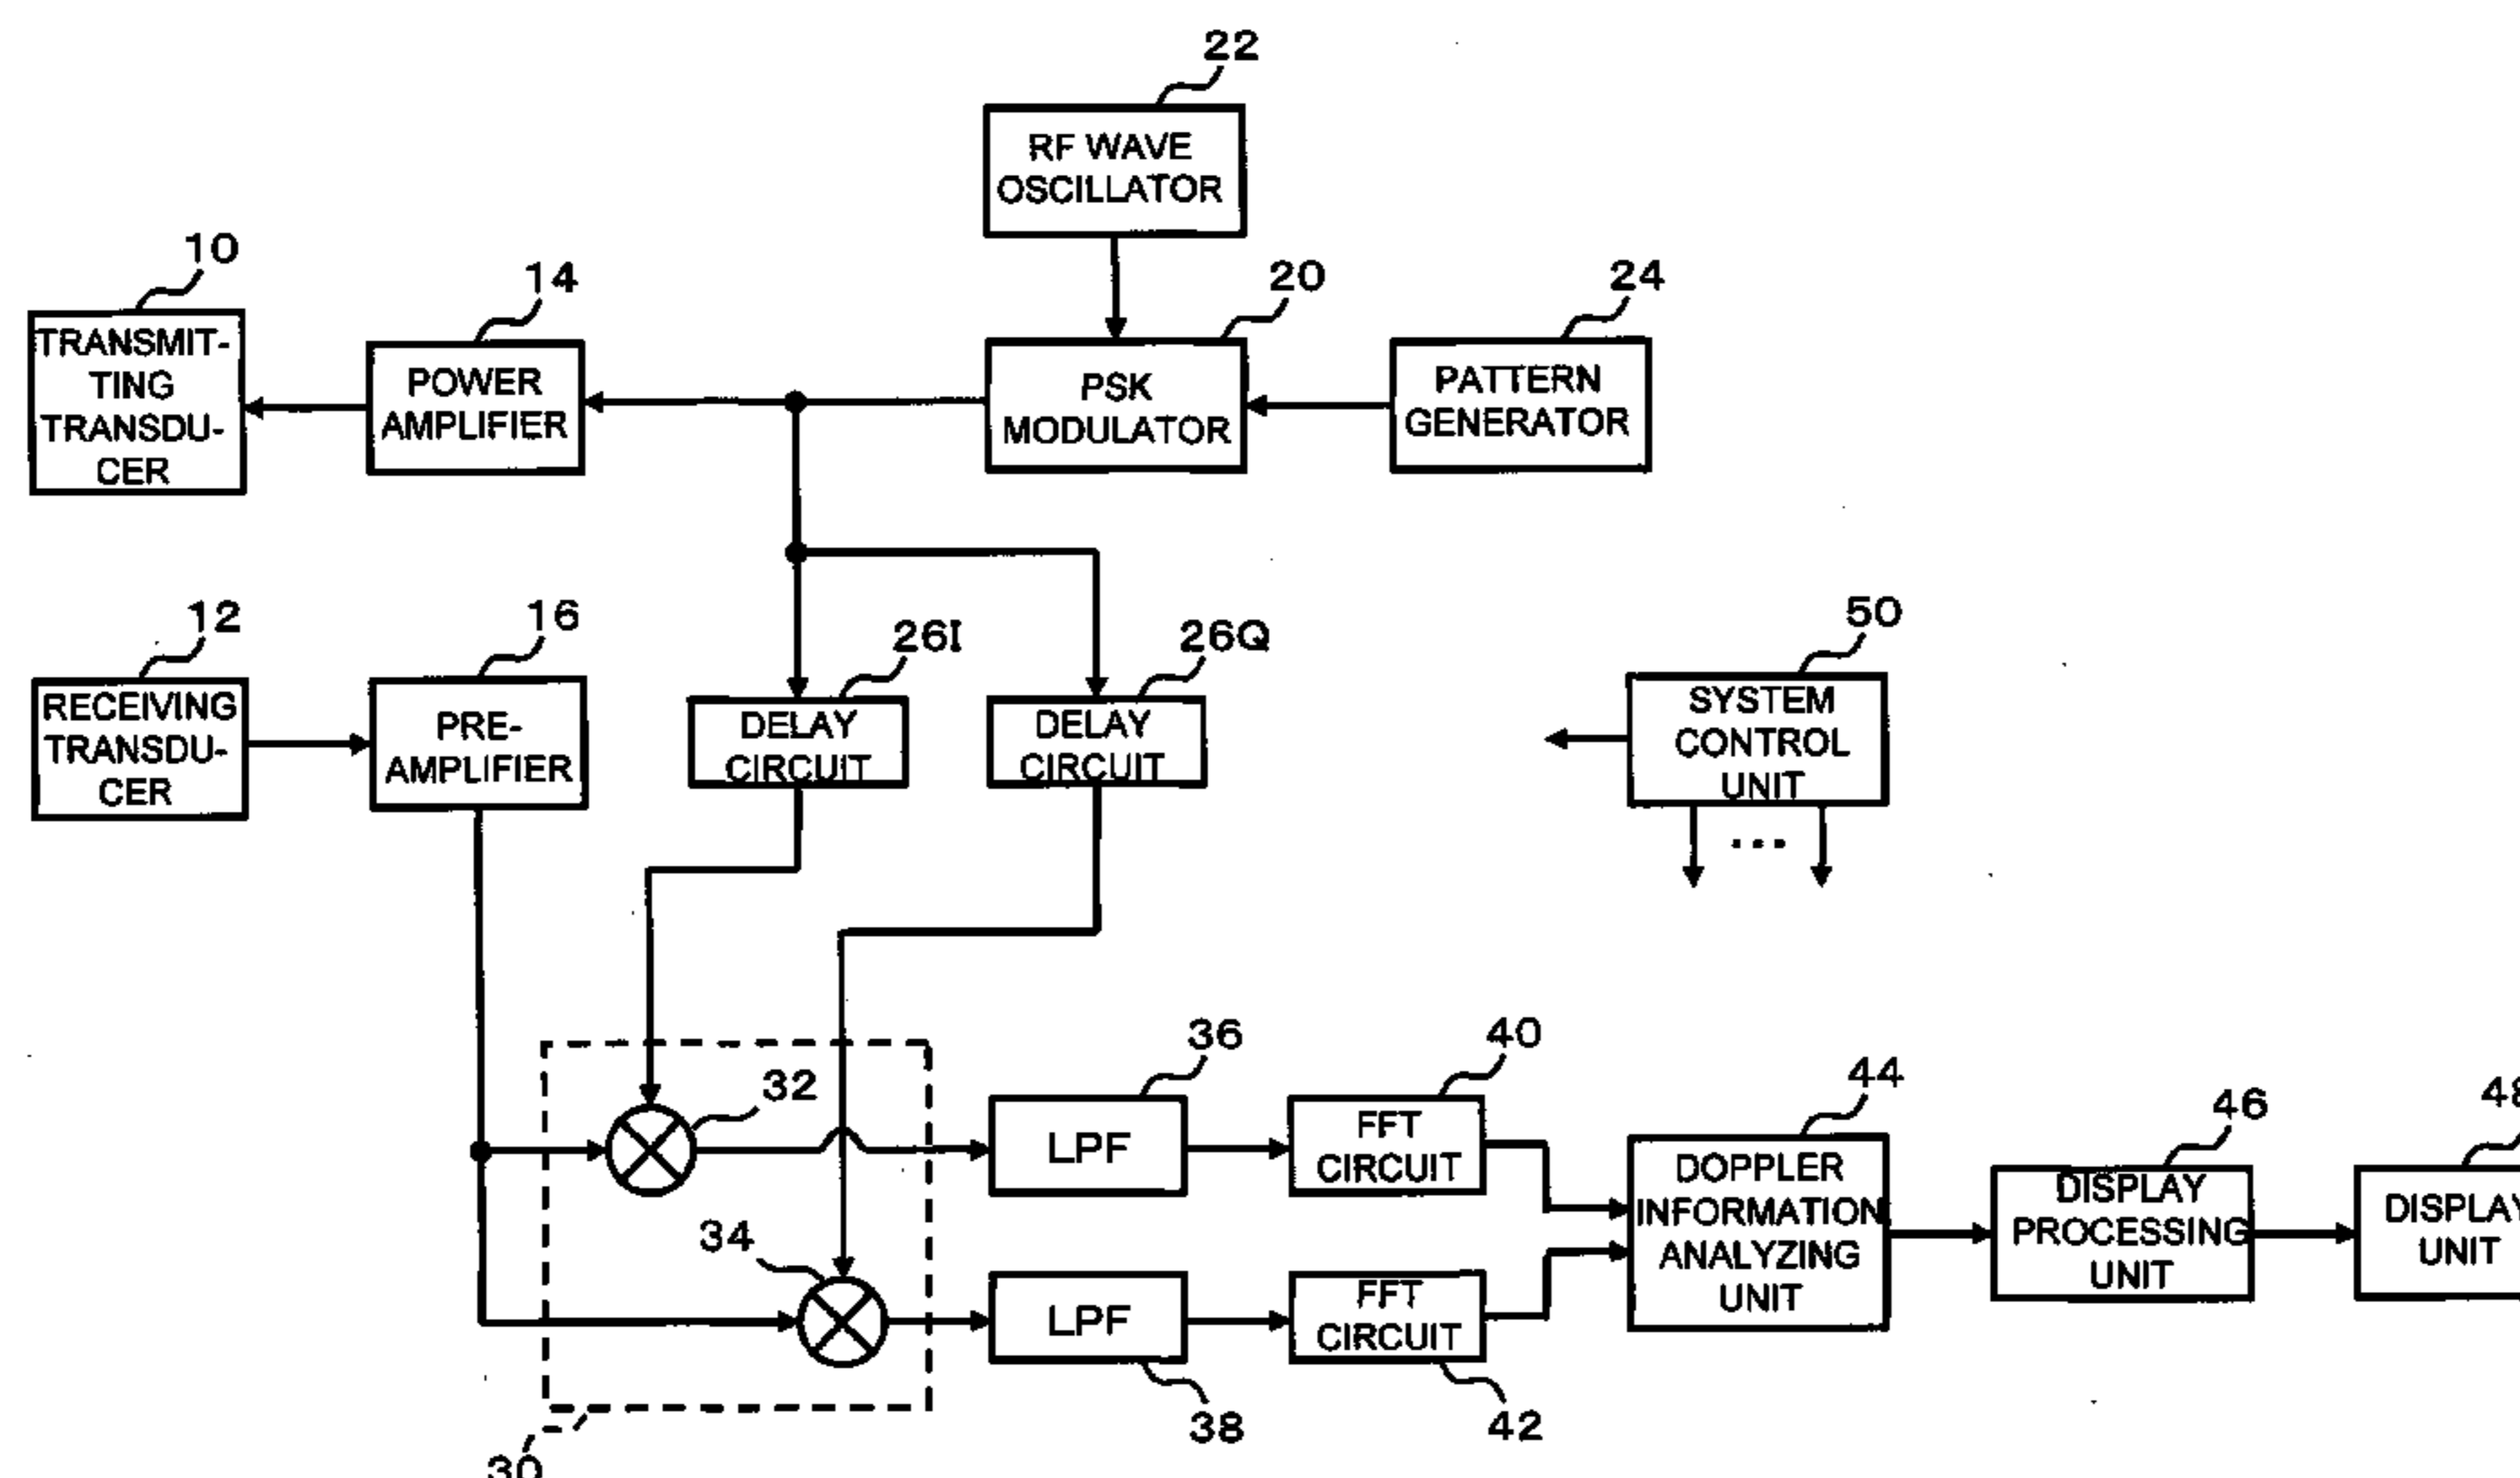 22
RF WAVE
OSCILLATOR
10
14
20
24
TRANSMIT-
TING
TRANSDU-
CER
POWER
AMPLIFIER
PSK
MODULATOR
PATTERN
GENERATOR
12
16
26I
26Q
50
RECEIVING
TRANSDU-
CER
PRE-
AMPLIFIER
DELAY
CIRCUIT
DELAY
CIRCUIT
SYSTEM
CONTROL
UNIT
...
32
34
30
36
LPF
40
FFT
CIRCUIT
LPF
38
FFT
CIRCUIT
42
44
DOPPLER
INFORMATION
ANALYZING
UNIT
46
DISPLAY
PROCESSING
UNIT
48
DISPLAY
UNIT